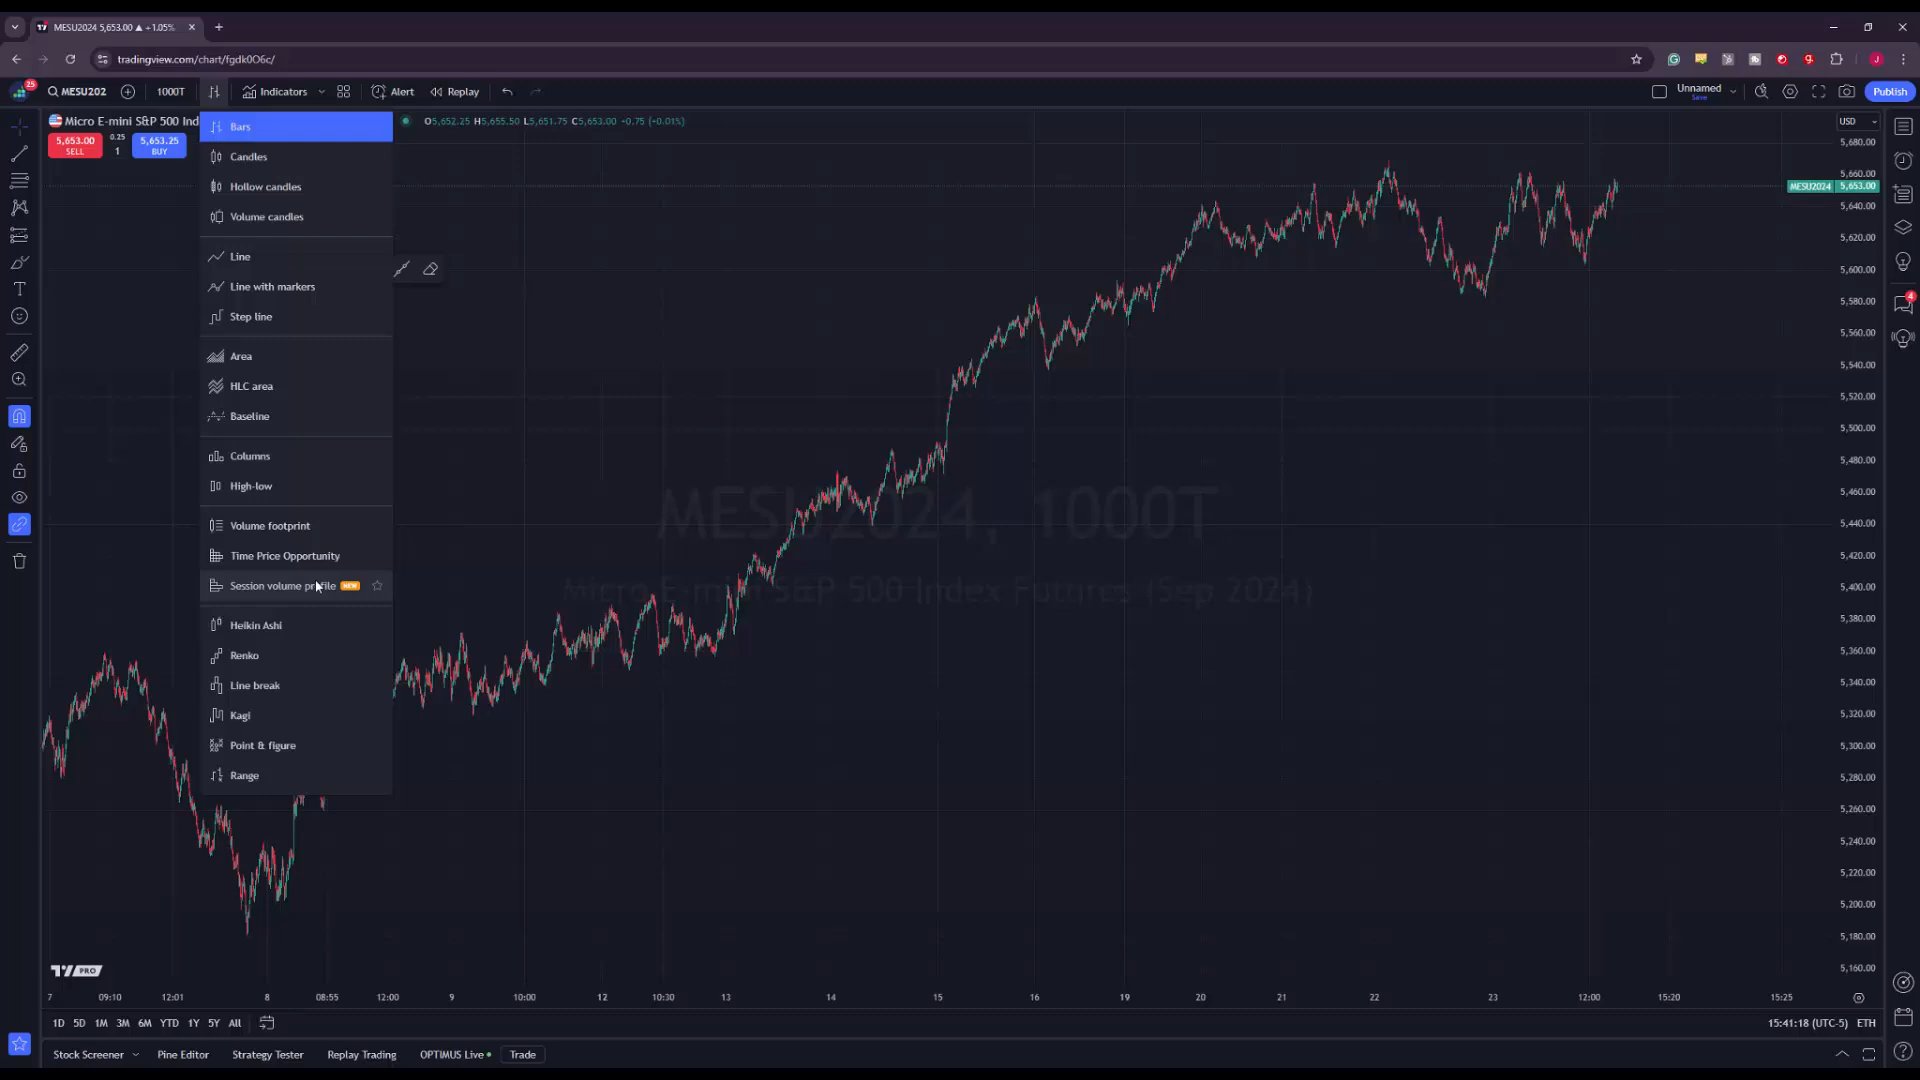 MESU2024 5,653.00 ▲ +1.05%
tradingview.com/chart/fgdk0O6c/
25
MESU202
1000T
Indicators
Alert
Replay
Unnamed
Save
Publish
Micro E-mini S&P 500 Ind
O5,652.25 H5,655.50 L5,651.75 C5,653.00 +0.75 (+0.01%)
USD
5,653.00
SELL
0.25
1
5,653.25
BUY
Bars
Candles
Hollow candles
Volume candles
Line
Line with markers
Step line
Area
HLC area
Baseline
Columns
High-low
Volume footprint
Time Price Opportunity
Session volume profile NEW
Heikin Ashi
Renko
Line break
Kagi
Point & figure
Range
MESU2024, 1000T
Micro E-mini S&P 500 Index Futures (Sep 2024)
5,680.00
5,660.00
MESU2024 5,653.00
5,640.00
5,620.00
5,600.00
5,580.00
5,560.00
5,540.00
5,520.00
5,500.00
5,480.00
5,460.00
5,440.00
5,420.00
5,400.00
5,380.00
5,360.00
5,340.00
5,320.00
5,300.00
5,280.00
5,260.00
5,240.00
5,220.00
5,200.00
5,180.00
5,160.00
4
PRO
7 09:10 12:01 8 08:55 12:00 9 10:00 12 10:30 13 14 15 16 19 20 21 22 23 12:00 15:20 15:25
1D 5D 1M 3M 6M YTD 1Y 5Y All
15:41:18 (UTC-5) ETH
Stock Screener Pine Editor Strategy Tester Replay Trading OPTIMUS Live Trade